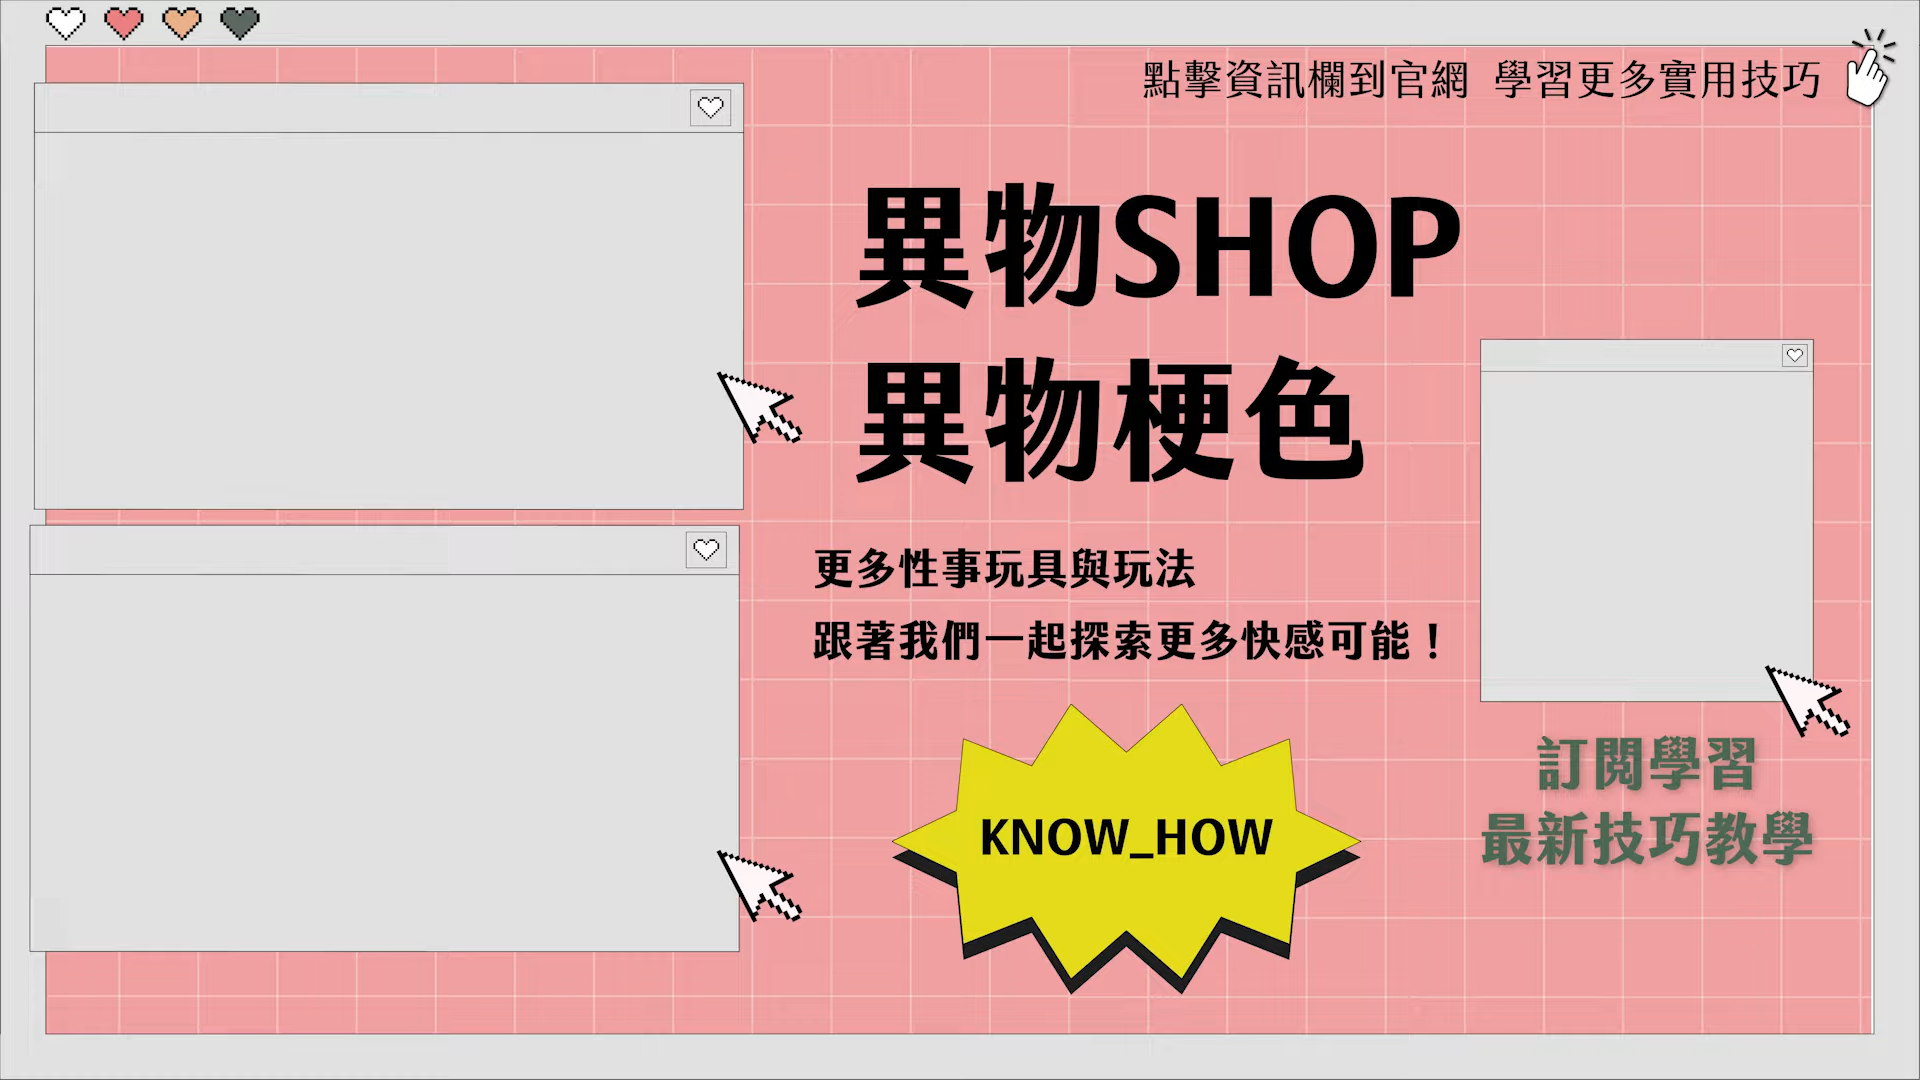 點擊資訊欄到官網 學習更多實用技巧
異物SHOP
異物梗色
更多性事玩具與玩法
跟著我們一起探索更多快感可能！
KNOW_HOW
訂閱學習
最新技巧教學